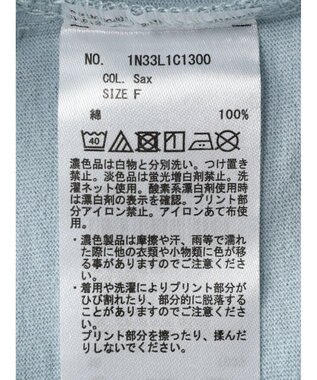 NO. 1N33L1C1300
COL. Sax
SIZE F
綿 100%
40
濃色品は白物と分別洗い。つけ置き
禁止。淡色品は蛍光増白剤禁止。洗
濯ネット使用。酸素系漂白剤使用時
は漂白剤の表示を確認。プリント部
分アイロン禁止。アイロンあて布使
用。
・濃色製品は摩擦や汗、雨等で濡れ
た際に他の衣類や小物類に色が移
る事がありますのでご注意くださ
い。
・着用や洗濯によりプリント部分が
ひび割れたり、部分的に脱落する
ことがありますのでご注意くださ
い。
プリント部分を擦ったり、揉んだ
りしないでください。